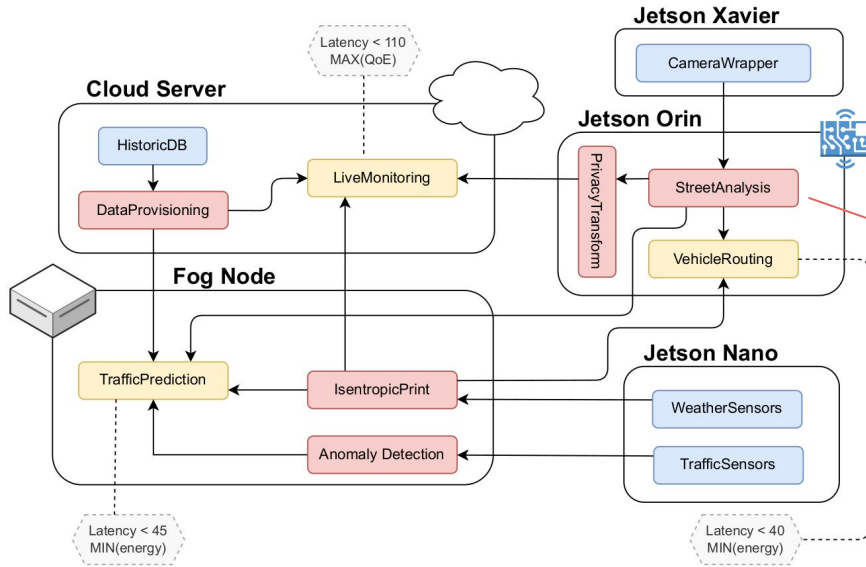 Jetson Xavier
Latency < 110
MAX(QoE)
CameraWrapper
Cloud Server
Jetson Orin
HistoricDB
PrivacyTransform
LiveMonitoring
StreetAnalysis
DataProvisioning
VehicleRouting
Fog Node
Jetson Nano
TrafficPrediction
IsentropicPrint
WeatherSensors
Anomaly Detection
TrafficSensors
Latency < 45
MIN(energy)
Latency < 40
MIN(energy)